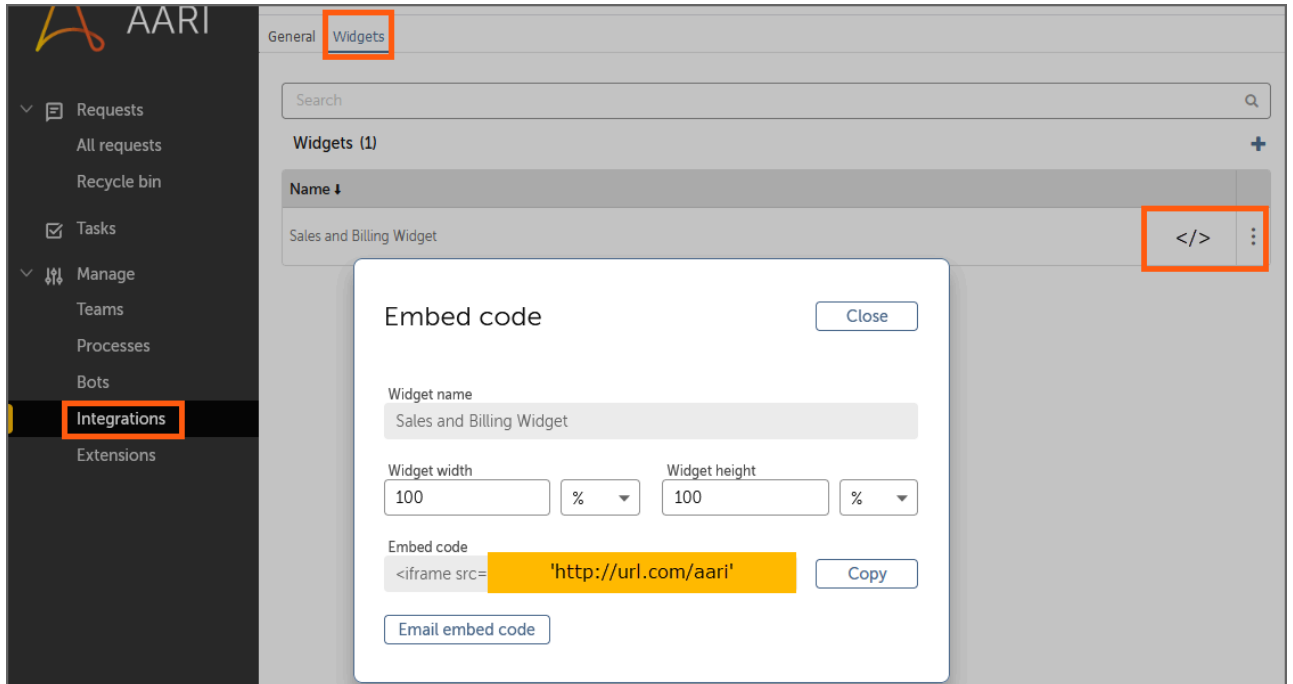 AARI
General Widgets
Search
Widgets (1)
Name
Sales and Billing Widget
</>
Requests
All requests
Recycle bin
Tasks
Manage
Teams
Processes
Bots
Integrations
Extensions
Embed code
Close
Widget name
Sales and Billing Widget
Widget width Widget height
100 % 100 %
Embed code
<iframe src= 'http://url.com/aari' Copy
Email embed code